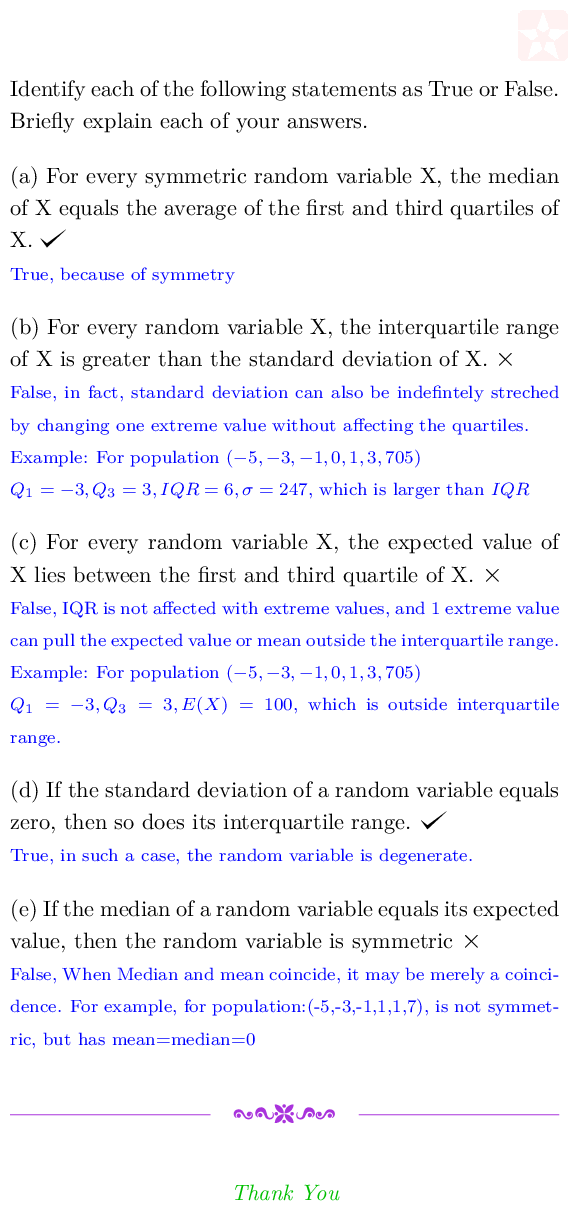 Identify each of the following statements as True or False.
Briefly explain each of your answers.
(a) For every symmetric random variable X, the median
of X equals the average of the first and third quartiles of
X. ✓
True, because of symmetry
(b) For every random variable X, the interquartile range
of X is greater than the standard deviation of X. ×
False, in fact, standard deviation can also be indefintely streched
by changing one extreme value without affecting the quartiles.
Example: For population (−5, −3, −1, 0, 1, 3, 705)
Q₁ = −3, Q₃ = 3, IQR = 6, σ = 247, which is larger than IQR
(c) For every random variable X, the expected value of
X lies between the first and third quartile of X. ×
False, IQR is not affected with extreme values, and 1 extreme value
can pull the expected value or mean outside the interquartile range.
Example: For population (−5, −3, −1, 0, 1, 3, 705)
Q₁ = −3, Q₃ = 3, E(X) = 100, which is outside interquartile
range.
(d) If the standard deviation of a random variable equals
zero, then so does its interquartile range. ✓
True, in such a case, the random variable is degenerate.
(e) If the median of a random variable equals its expected
value, then the random variable is symmetric ×
False, When Median and mean coincide, it may be merely a coinci-
dence. For example, for population:(-5,-3,-1,1,1,7), is not symmet-
ric, but has mean=median=0
Thank You